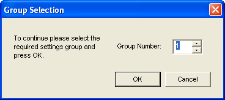 Group Selection
To continue please select the
required settings group and
press OK.
Group Number:
1
OK
Cancel